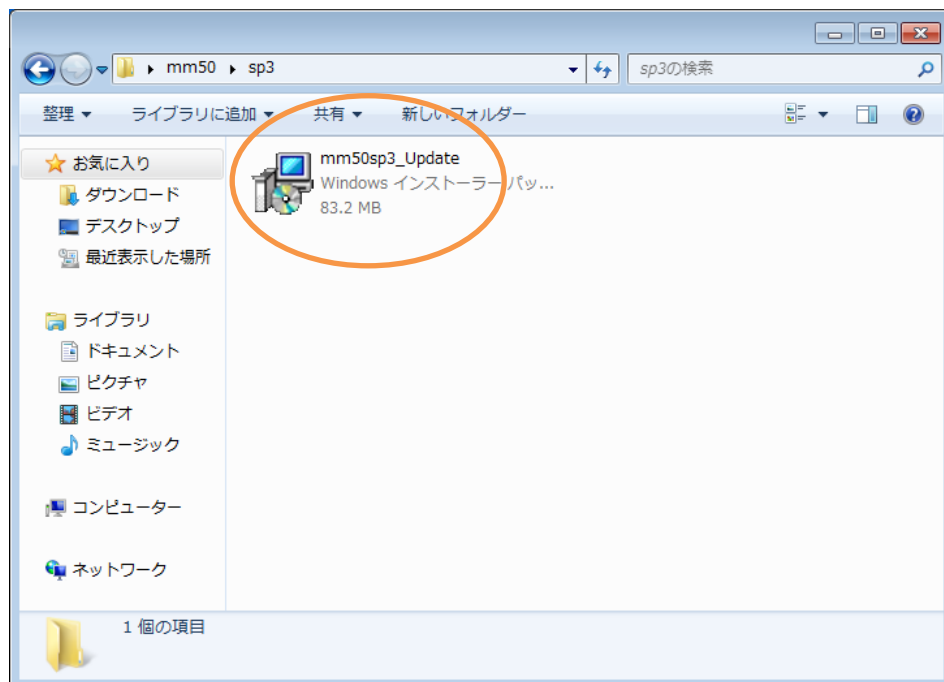 mm50 sp3
sp3の検索
整理 ライブラリに追加 共有 新しいフォルダー
お気に入り
ダウンロード
デスクトップ
最近表示した場所
ライブラリ
ドキュメント
ピクチャ
ビデオ
ミュージック
コンピューター
ネットワーク
mm50sp3_Update
Windows インストーラー パッ...
83.2 MB
1 個の項目